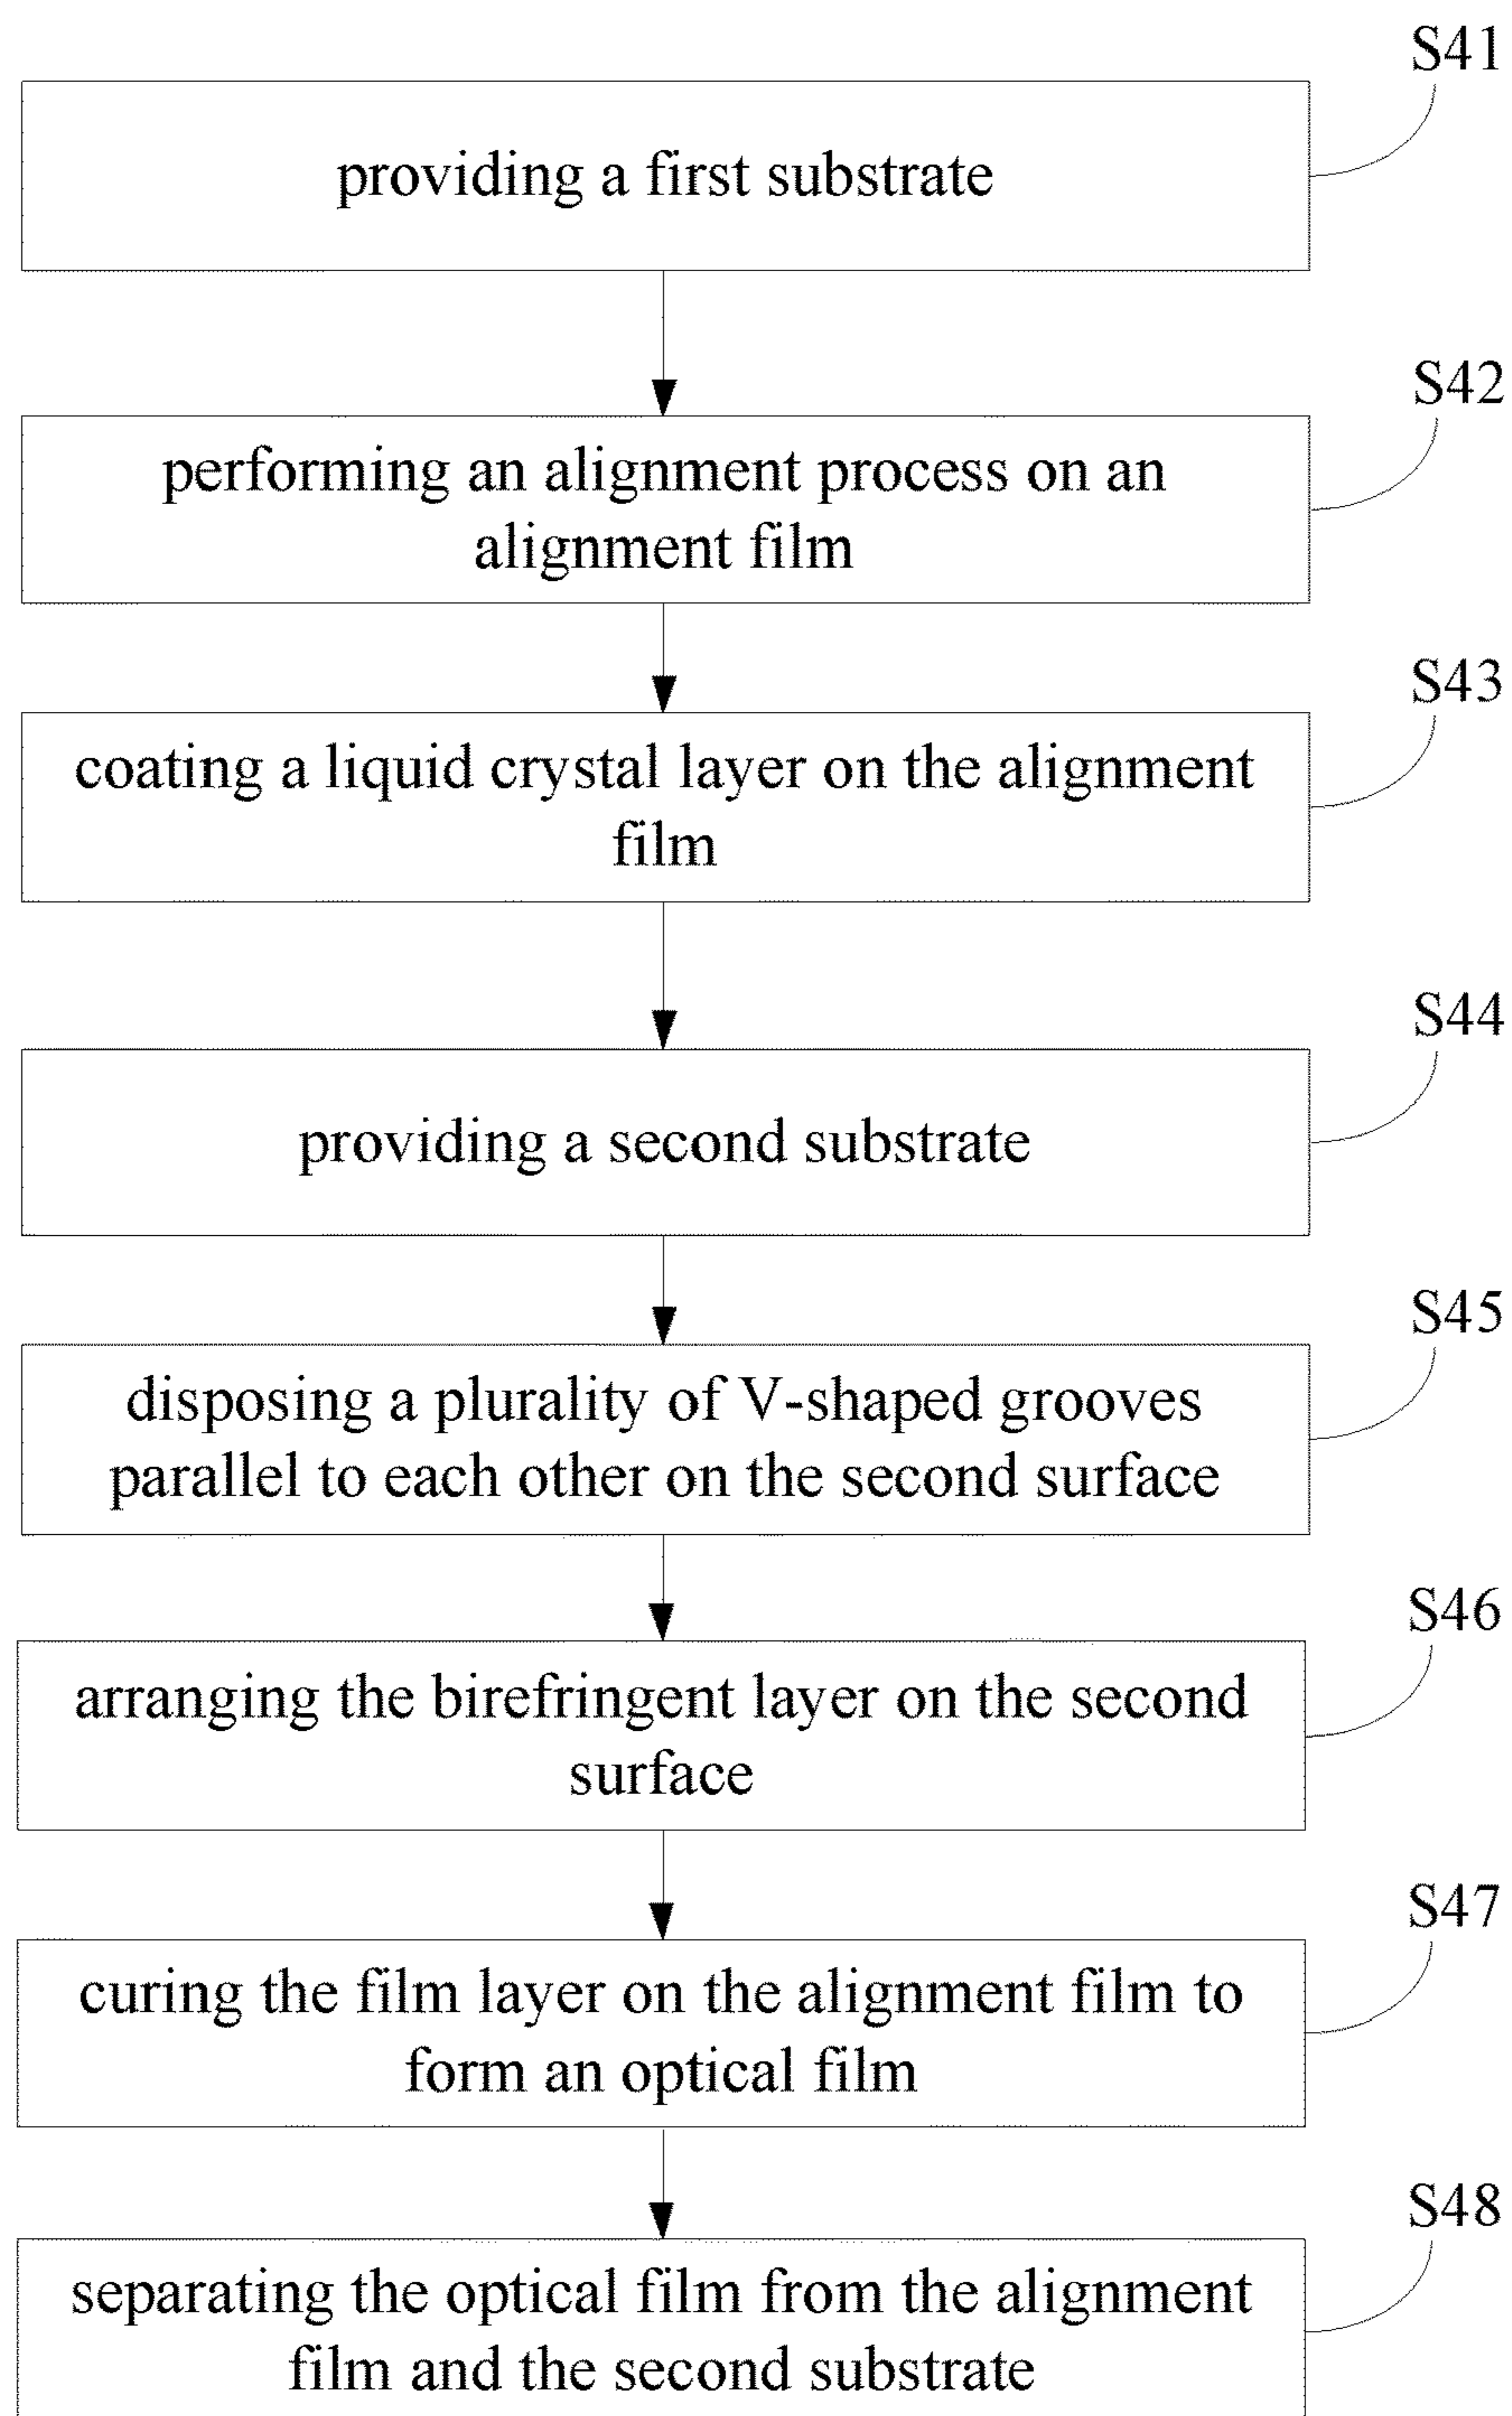 S41
providing a first substrate
S42
performing an alignment process on an
alignment film
S43
coating a liquid crystal layer on the alignment
film
S44
providing a second substrate
S45
disposing a plurality of V-shaped grooves
parallel to each other on the second surface
S46
arranging the birefringent layer on the second
surface
S47
curing the film layer on the alignment film to
form an optical film
S48
separating the optical film from the alignment
film and the second substrate